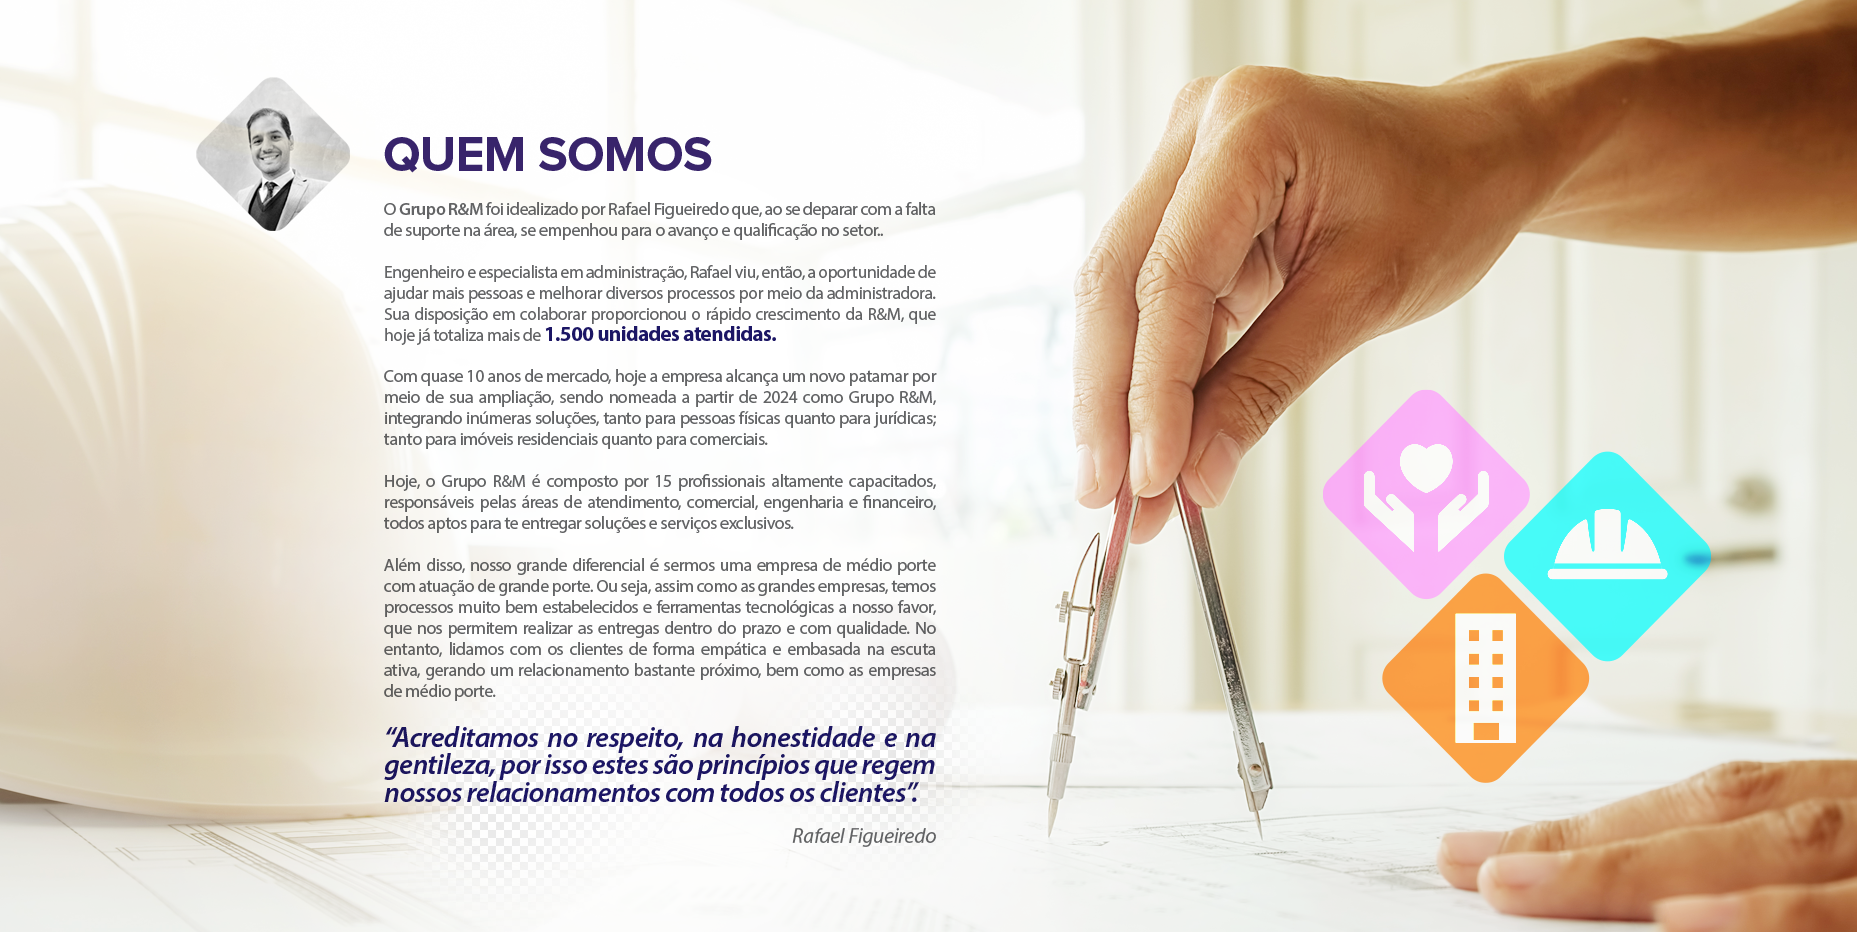 QUEM SOMOS
O Grupo R&M foi idealizado por Rafael Figueiredo que, ao se deparar com a falta
de suporte na área, se empenhou para o avanço e qualificação no setor..
Engenheiro e especialista em administração, Rafael viu, então, a oportunidade de
ajudar mais pessoas e melhorar diversos processos por meio da administradora.
Sua disposição em colaborar proporcionou o rápido crescimento da R&M, que
hoje já totaliza mais de 1.500 unidades atendidas.
Com quase 10 anos de mercado, hoje a empresa alcança um novo patamar por
meio de sua ampliação, sendo nomeada a partir de 2024 como Grupo R&M,
integrando inúmeras soluções, tanto para pessoas físicas quanto para jurídicas;
tanto para imóveis residenciais quanto para comerciais.
Hoje, o Grupo R&M é composto por 15 profissionais altamente capacitados,
responsáveis pelas áreas de atendimento, comercial, engenharia e financeiro,
todos aptos para te entregar soluções e serviços exclusivos.
Além disso, nosso grande diferencial é sermos uma empresa de médio porte
com atuação de grande porte. Ou seja, assim como as grandes empresas, temos
processos muito bem estabelecidos e ferramentas tecnológicas a nosso favor,
que nos permitem realizar as entregas dentro do prazo e com qualidade. No
entanto, lidamos com os clientes de forma empática e embasada na escuta
ativa, gerando um relacionamento bastante próximo, bem como as empresas
de médio porte.
“Acreditamos no respeito, na honestidade e na
gentileza, por isso estes são princípios que regem
nossos relacionamentos com todos os clientes”.
Rafael Figueiredo